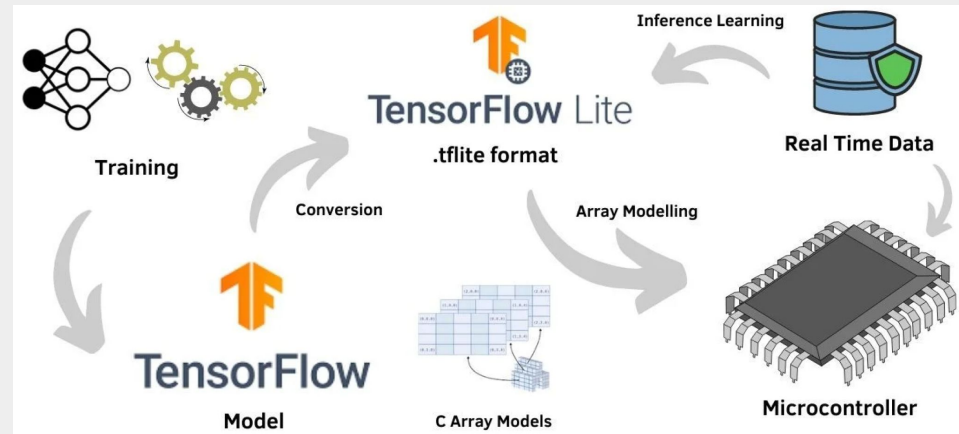 Inference Learning
TensorFlow Lite
.tflite format
Real Time Data
Training
Conversion
Array Modelling
TensorFlow
Model
C Array Models
Microcontroller